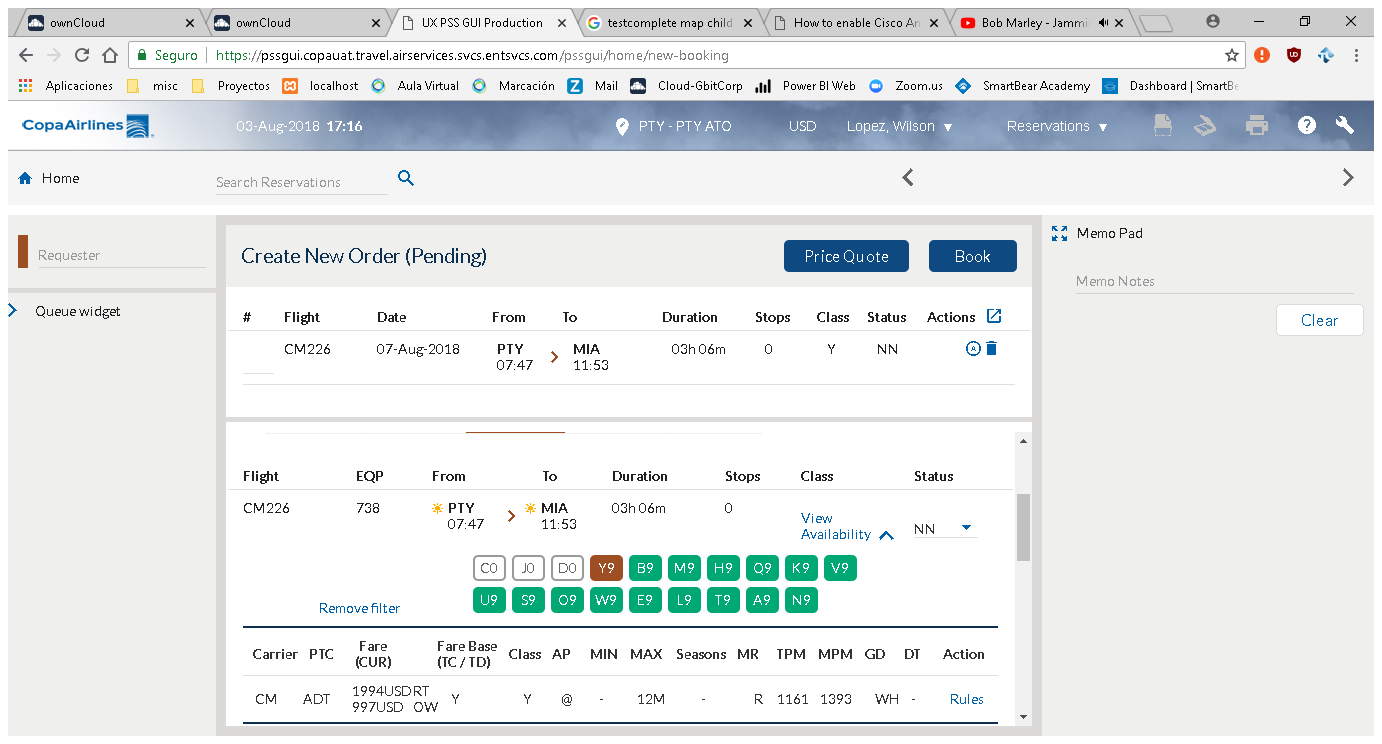 ownCloud
ownCloud
UX PSS GUI Production
testcomplete map child
How to enable Cisco An
Bob Marley - Jammi
Seguro https://pssgui.copauat.travel.airservices.svcs.entsvcs.com/pssgui/home/new-booking
Aplicaciones misc Proyectos localhost Aula Virtual Marcación Mail Cloud-GbitCorp Power BI Web Zoom.us SmartBear Academy Dashboard | SmartBe
CopaAirlines 03-Aug-2018 17:16 PTY - PTY ATO USD Lopez, Wilson Reservations
Home Search Reservations
Requester
Queue widget
Create New Order (Pending) Price Quote Book
# Flight Date From To Duration Stops Class Status Actions
CM226 07-Aug-2018 PTY MIA 03h 06m 0 Y NN
07:47 11:53
Flight EQP From To Duration Stops Class Status
CM226 738 PTY MIA 03h 06m 0
07:47 11:53
View
Availability NN
C0 J0 D0 Y9 B9 M9 H9 Q9 K9 V9
U9 S9 O9 W9 E9 L9 T9 A9 N9
Remove filter
Carrier PTC Fare (CUR) Fare Base (TC / TD) Class AP MIN MAX Seasons MR TPM MPM GD DT Action
CM ADT 1994USDRT Y Y @ - 12M - R 1161 1393 WH - Rules
997USD OW
Memo Pad
Memo Notes
Clear